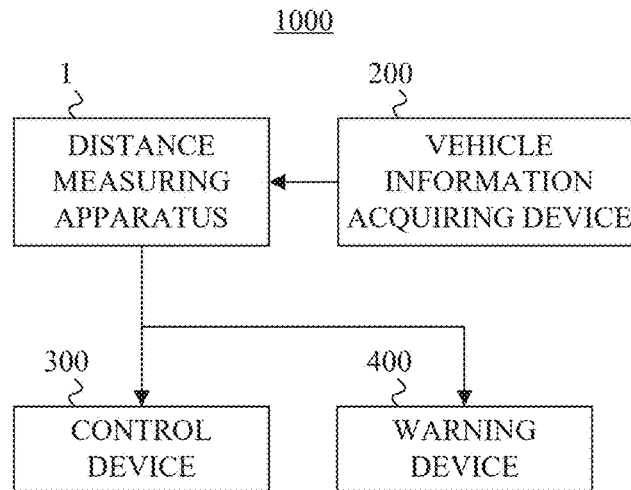 1000
1
200
DISTANCE
MEASURING
APPARATUS
VEHICLE
INFORMATION
ACQUIRING DEVICE
300
400
CONTROL
DEVICE
WARNING
DEVICE